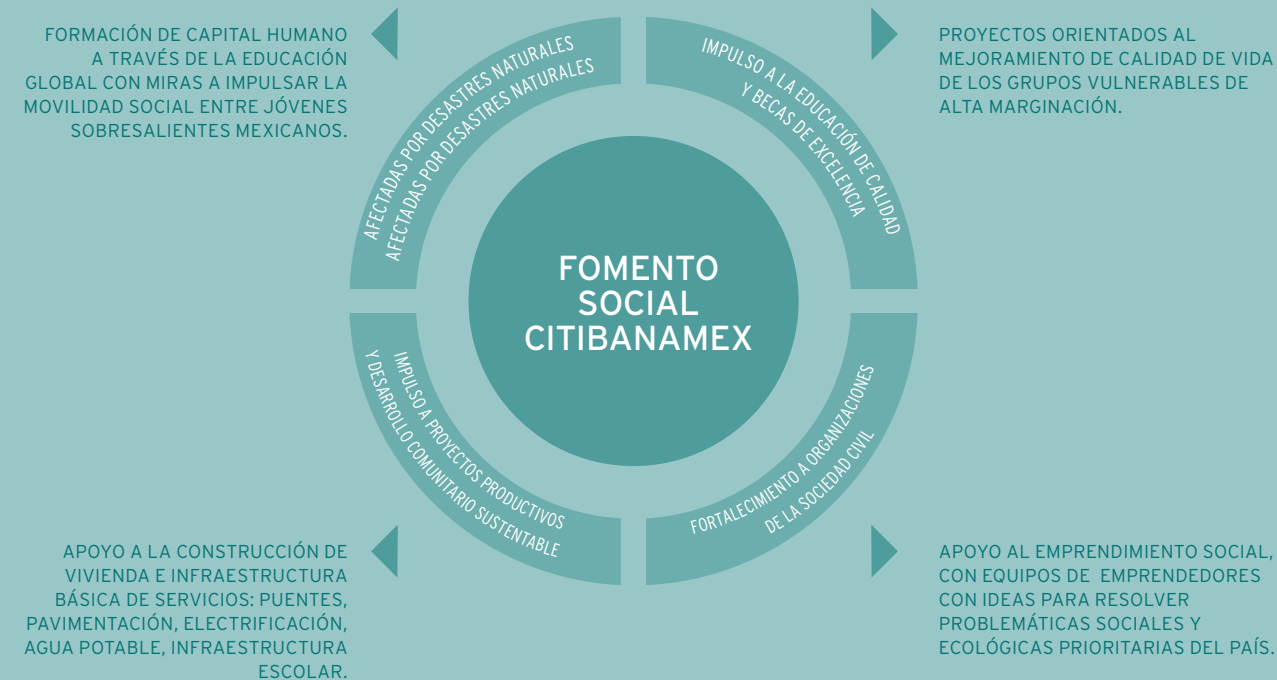 FORMACIÓN DE CAPITAL HUMANO
A TRAVÉS DE LA EDUCACIÓN
GLOBAL CON MIRAS A IMPULSAR LA
MOVILIDAD SOCIAL ENTRE JÓVENES
SOBRESALIENTES MEXICANOS.
AFECTADAS POR DESASTRES NATURALES
AFECTADAS POR DESASTRES NATURALES
IMPULSO A LA EDUCACIÓN DE CALIDAD
Y BECAS DE EXCELENCIA
PROYECTOS ORIENTADOS AL
MEJORAMIENTO DE CALIDAD DE VIDA
DE LOS GRUPOS VULNERABLES DE
ALTA MARGINACIÓN.
FOMENTO
SOCIAL
CITIBANAMEX
IMPULSO A PROYECTOS PRODUCTIVOS
Y DESARROLLO COMUNITARIO SUSTENTABLE
FORTALECIMIENTO A ORGANIZACIONES
DE LA SOCIEDAD CIVIL
APOYO A LA CONSTRUCCIÓN DE
VIVIENDA E INFRAESTRUCTURA
BÁSICA DE SERVICIOS: PUENTES,
PAVIMENTACIÓN, ELECTRIFICACIÓN,
AGUA POTABLE, INFRAESTRUCTURA
ESCOLAR.
APOYO AL EMPRENDIMIENTO SOCIAL,
CON EQUIPOS DE EMPRENDEDORES
CON IDEAS PARA RESOLVER
PROBLEMÁTICAS SOCIALES Y
ECOLÓGICAS PRIORITARIAS DEL PAÍS.